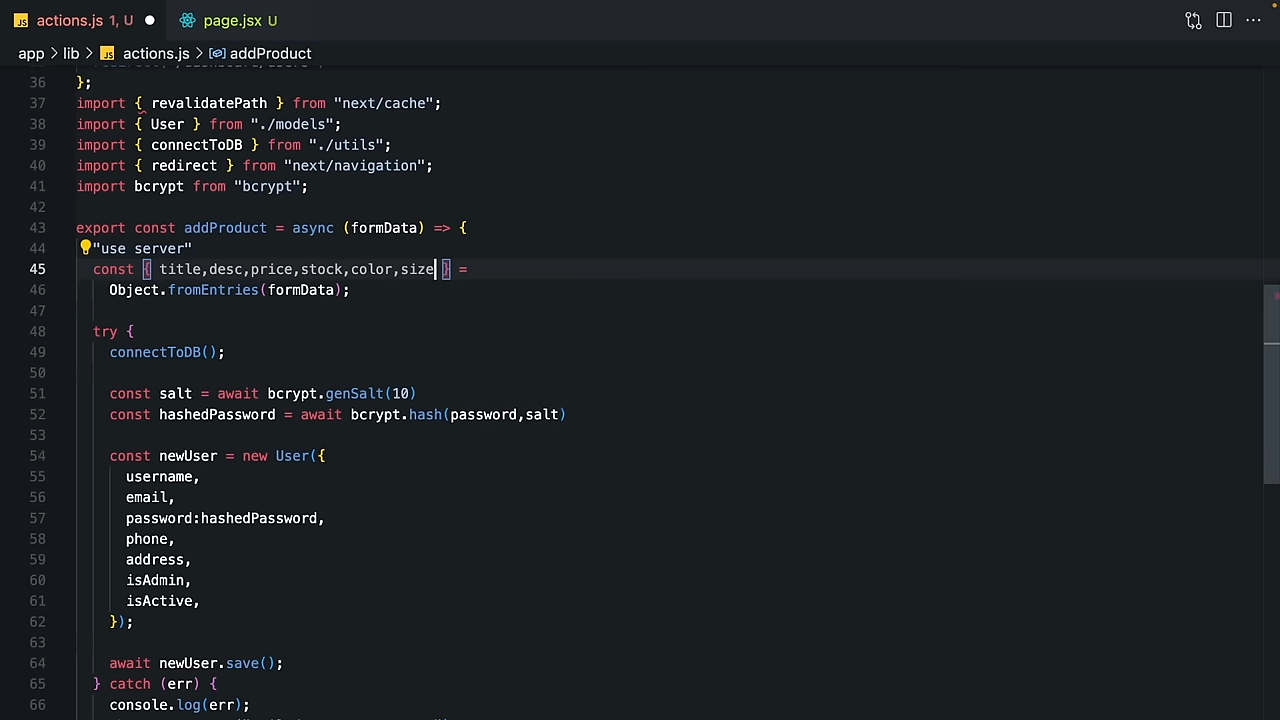 JS actions.js 1, U page.jsx U
app lib JS actions.js addProduct
36 };
37 import { revalidatePath } from "next/cache";
38 import { User } from "./models";
39 import { connectToDB } from "./utils";
40 import { redirect } from "next/navigation";
41 import bcrypt from "bcrypt";
42
43 export const addProduct = async (formData) => {
44 "use server"
45 const { title,desc,price,stock,color,size } =
46 Object.fromEntries(formData);
47
48 try {
49 connectToDB();
50
51 const salt = await bcrypt.genSalt(10)
52 const hashedPassword = await bcrypt.hash(password,salt)
53
54 const newUser = new User({
55 username,
56 email,
57 password:hashedPassword,
58 phone,
59 address,
60 isAdmin,
61 isActive,
62 });
63
64 await newUser.save();
65 } catch (err) {
66 console.log(err);